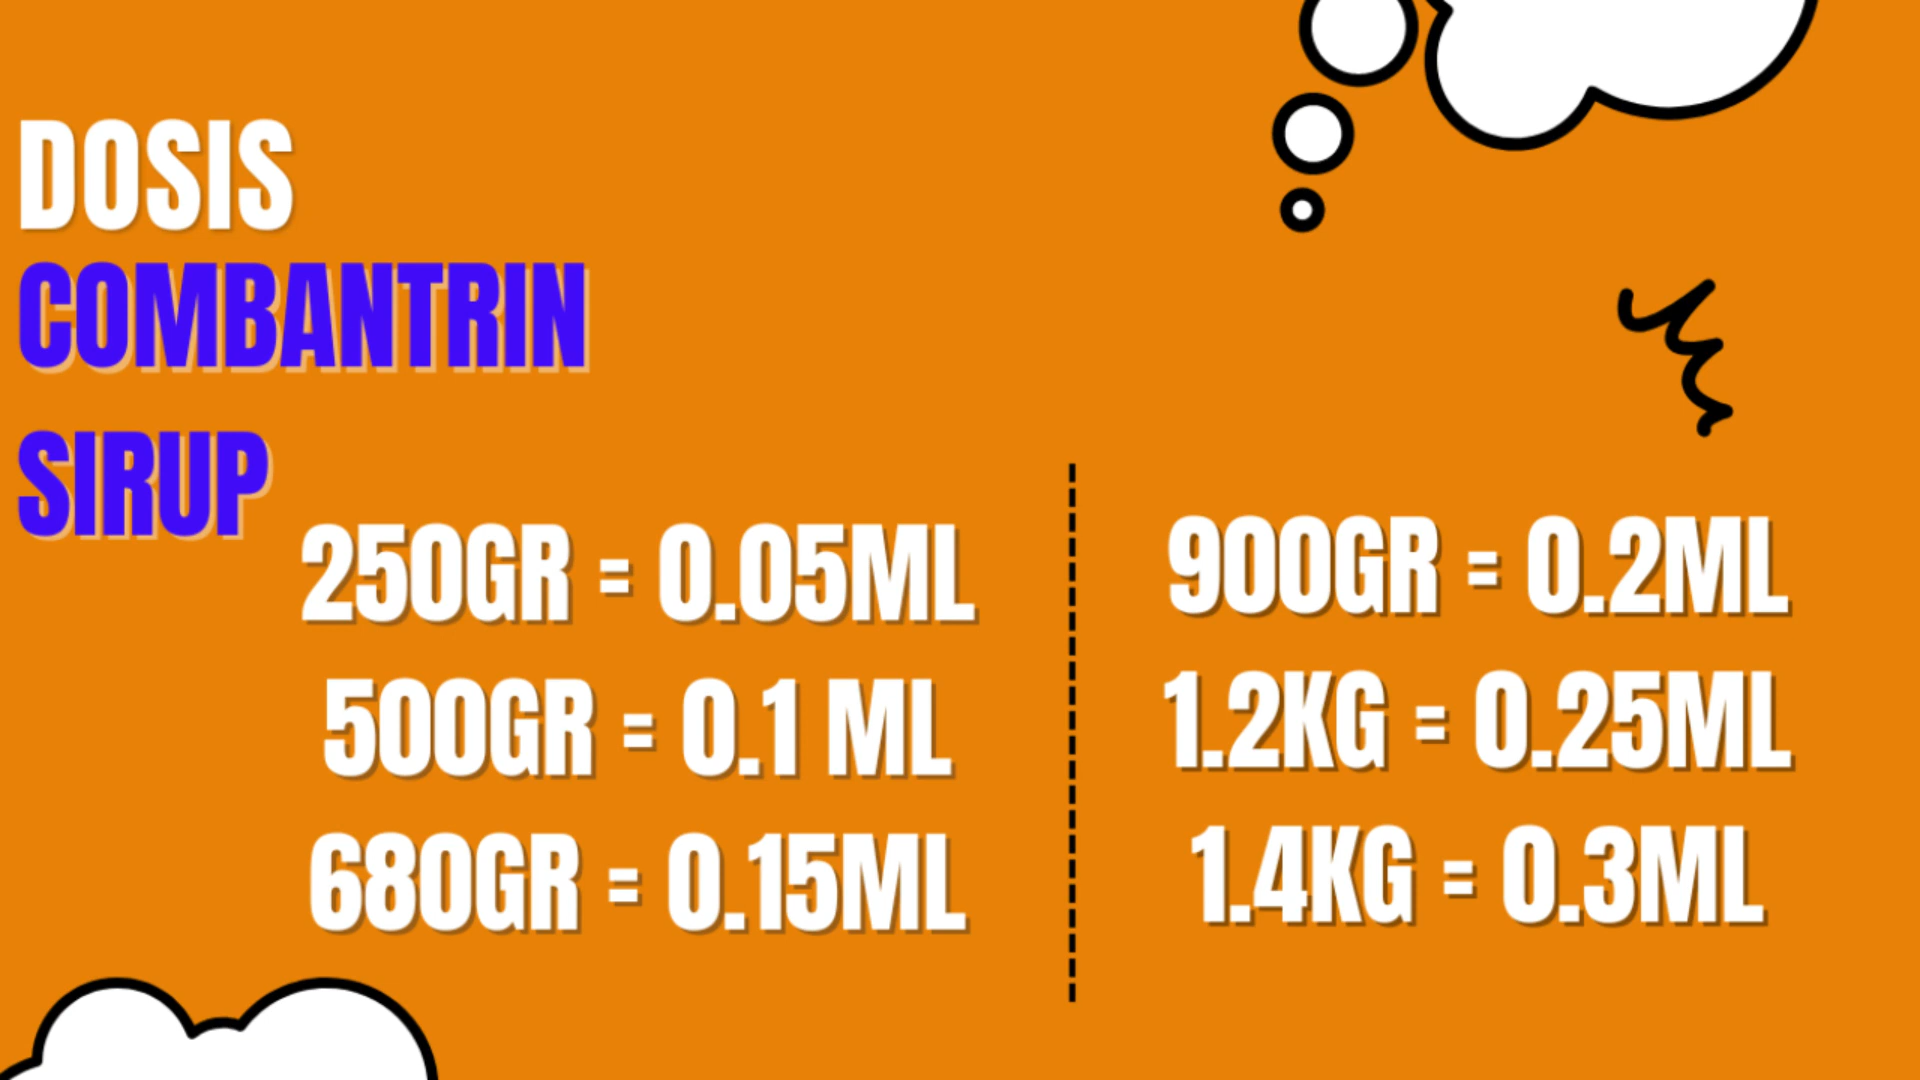 DOSIS
COMBANTRIN
SIRUP
250GR = 0.05ML
500GR = 0.1 ML
680GR = 0.15ML
900GR = 0.2ML
1.2KG = 0.25ML
1.4KG = 0.3ML